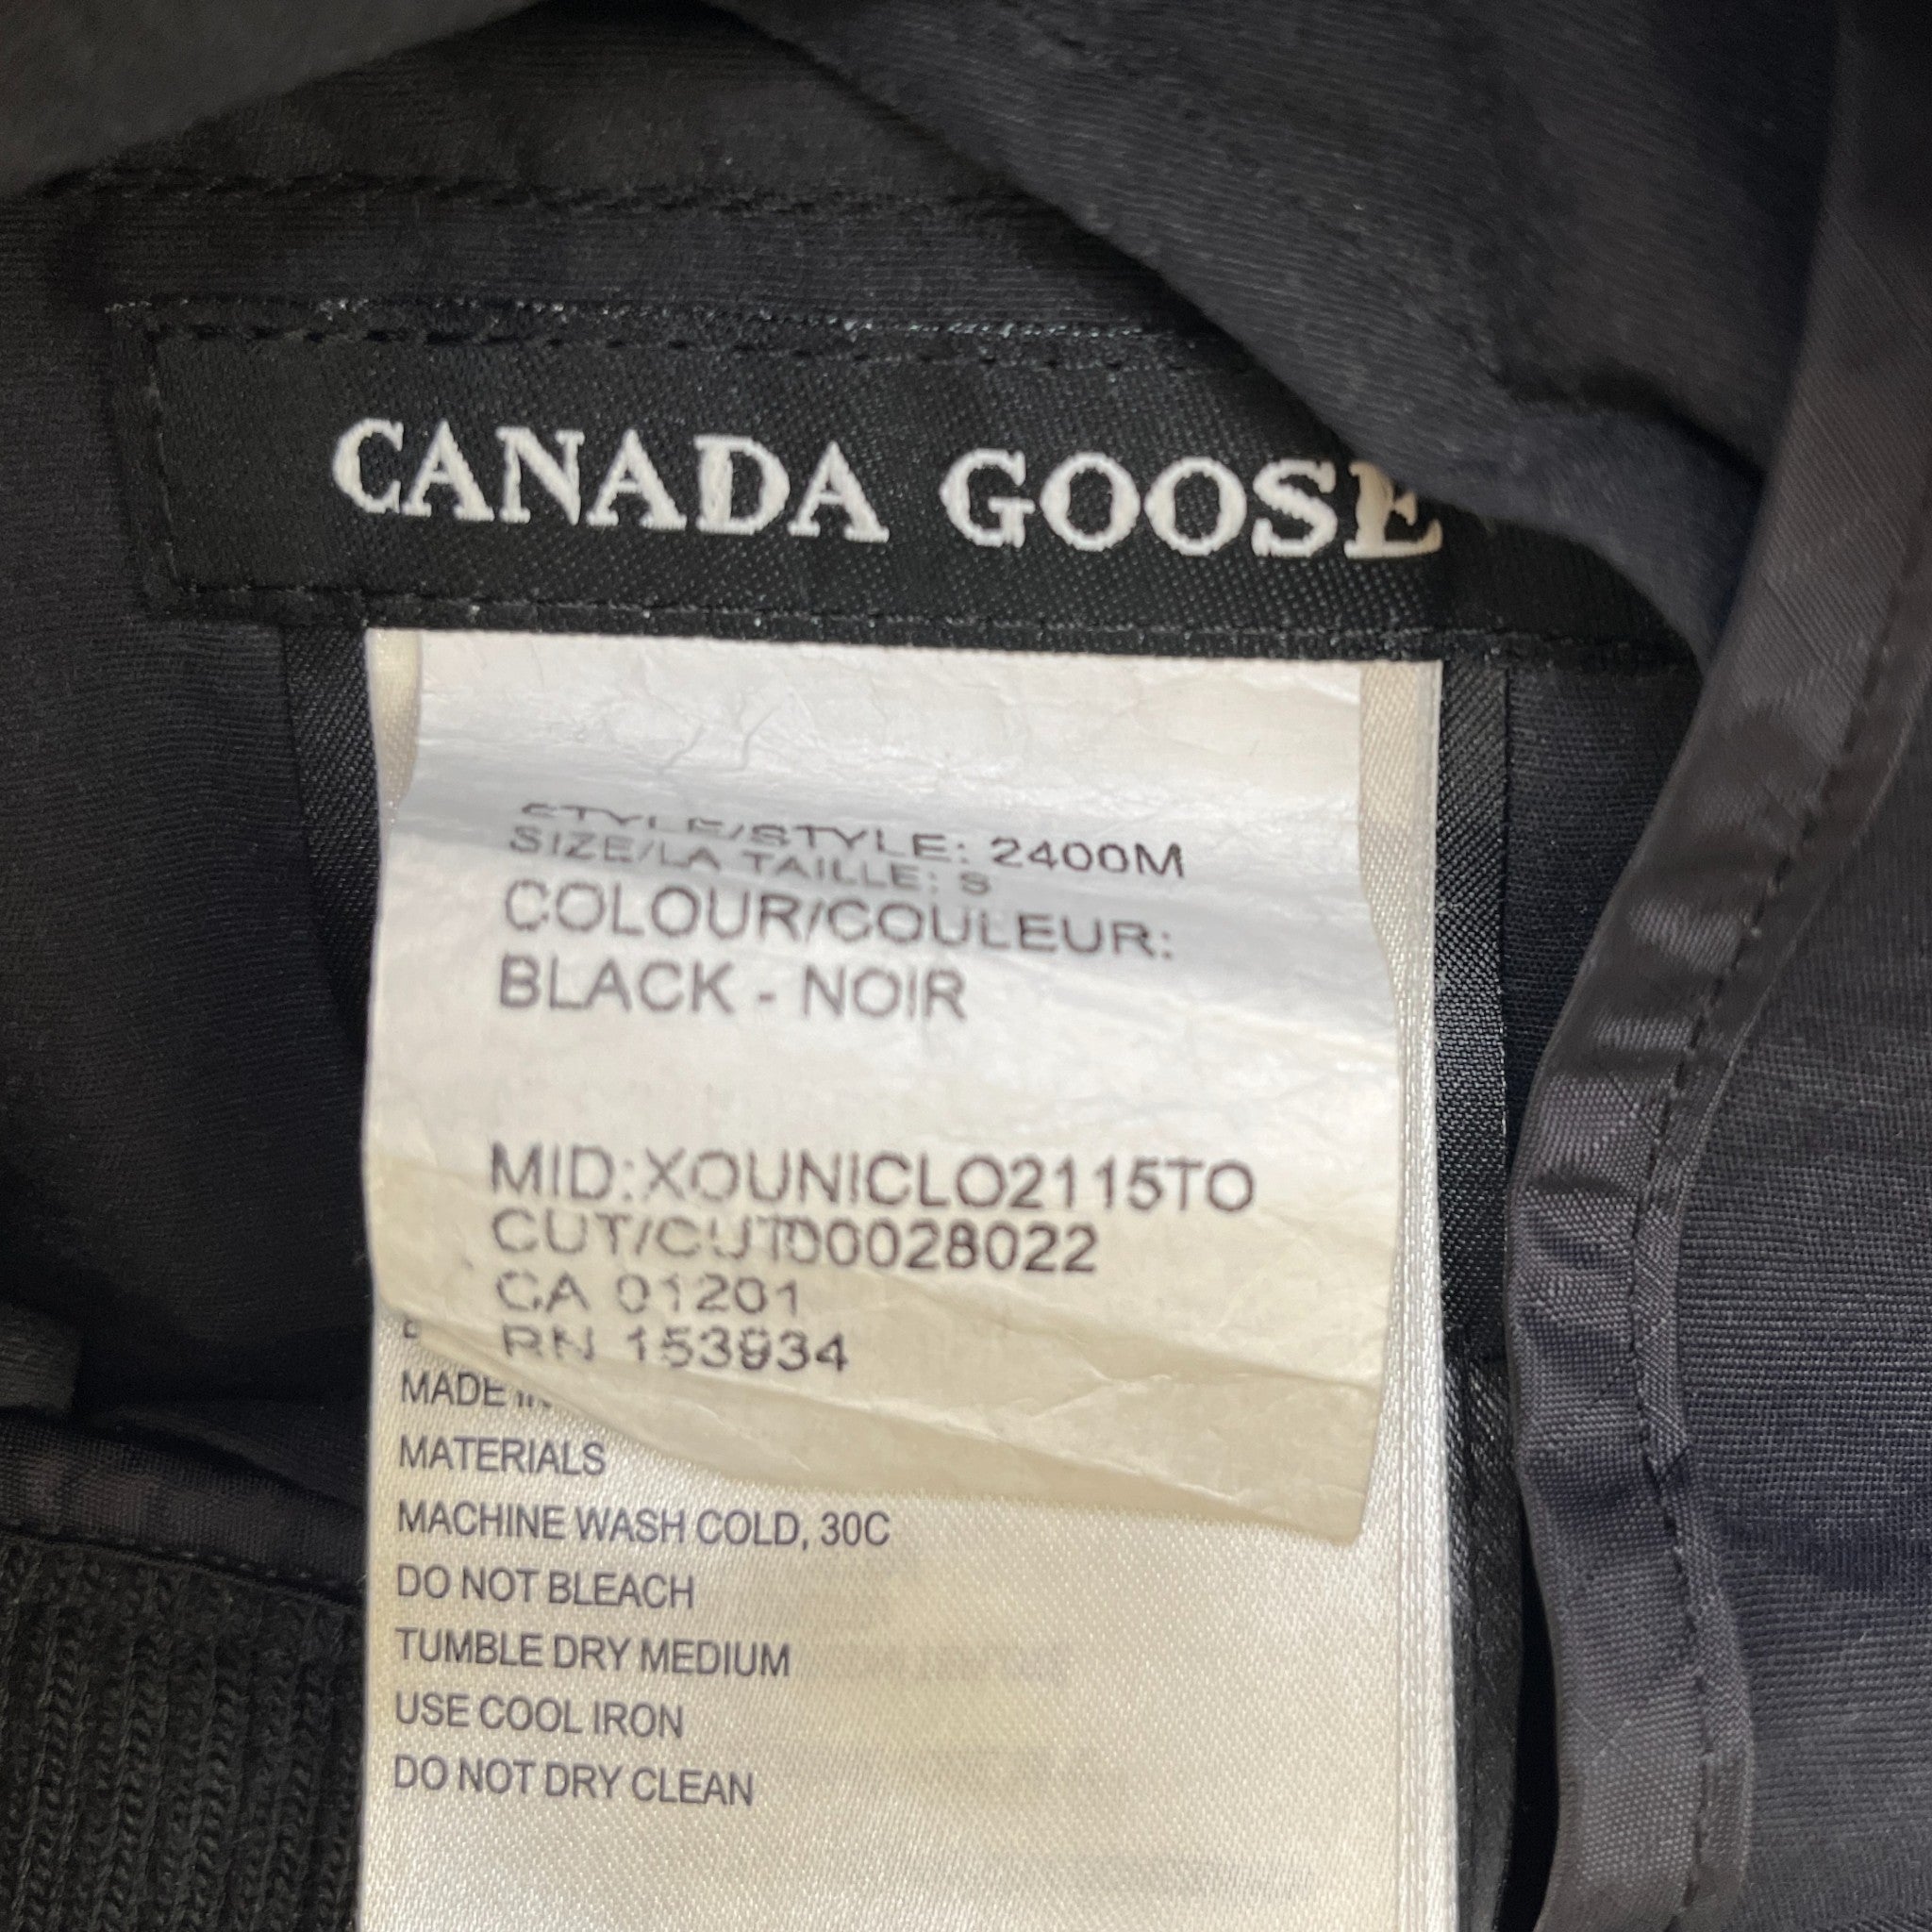 CANADA GOOSE
STYLE/STYLE: 2400M
SIZE/LA TAILLE: S
COLOUR/COULEUR:
BLACK - NOIR
MID:XOUNICLO2115TO
CUT/CUT00028022
CA 01201
RN 153934
MADE IN
MATERIALS
MACHINE WASH COLD, 30C
DO NOT BLEACH
TUMBLE DRY MEDIUM
USE COOL IRON
DO NOT DRY CLEAN